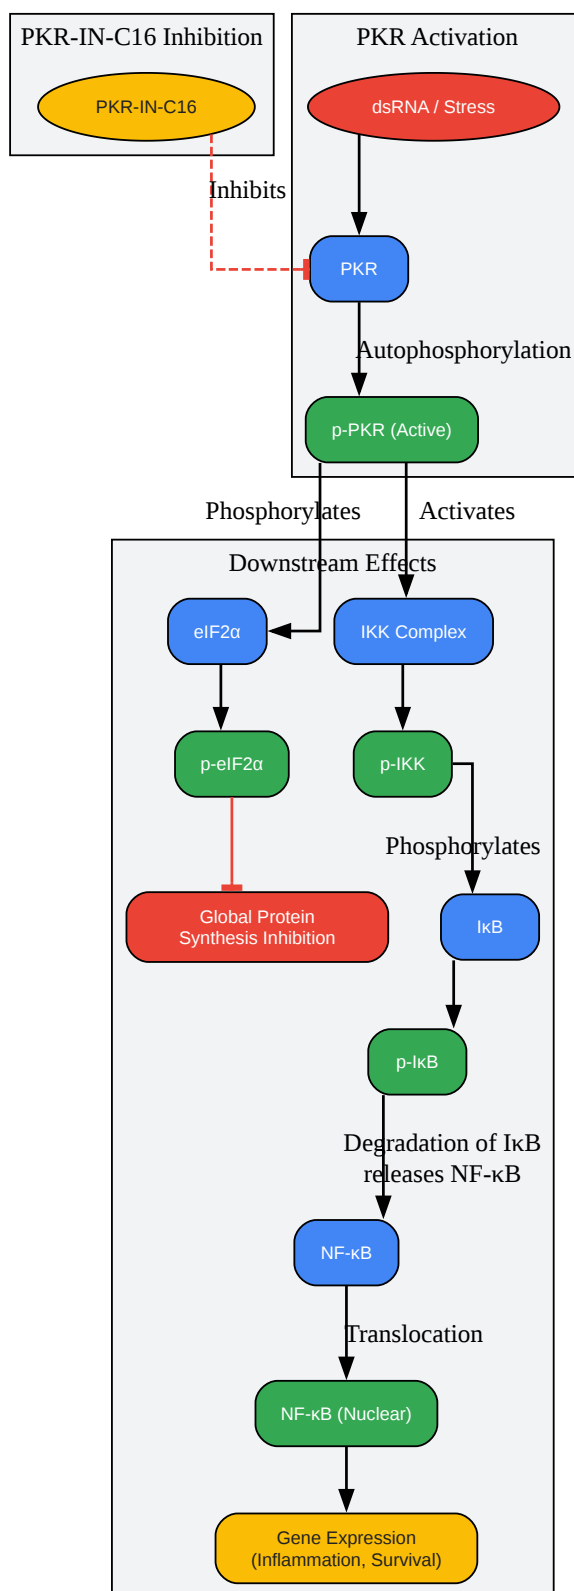 PKR-IN-C16 Inhibition
PKR Activation
PKR-IN-C16
dsRNA / Stress
Inhibits
PKR
Autophosphorylation
p-PKR (Active)
Phosphorylates
Activates
Downstream Effects
eIF2α
IKK Complex
p-eIF2α
p-IKK
Phosphorylates
Global Protein
Synthesis Inhibition
IκB
p-IκB
Degradation of IκB
releases NF-κB
NF-κB
Translocation
NF-κB (Nuclear)
Gene Expression
(Inflammation, Survival)